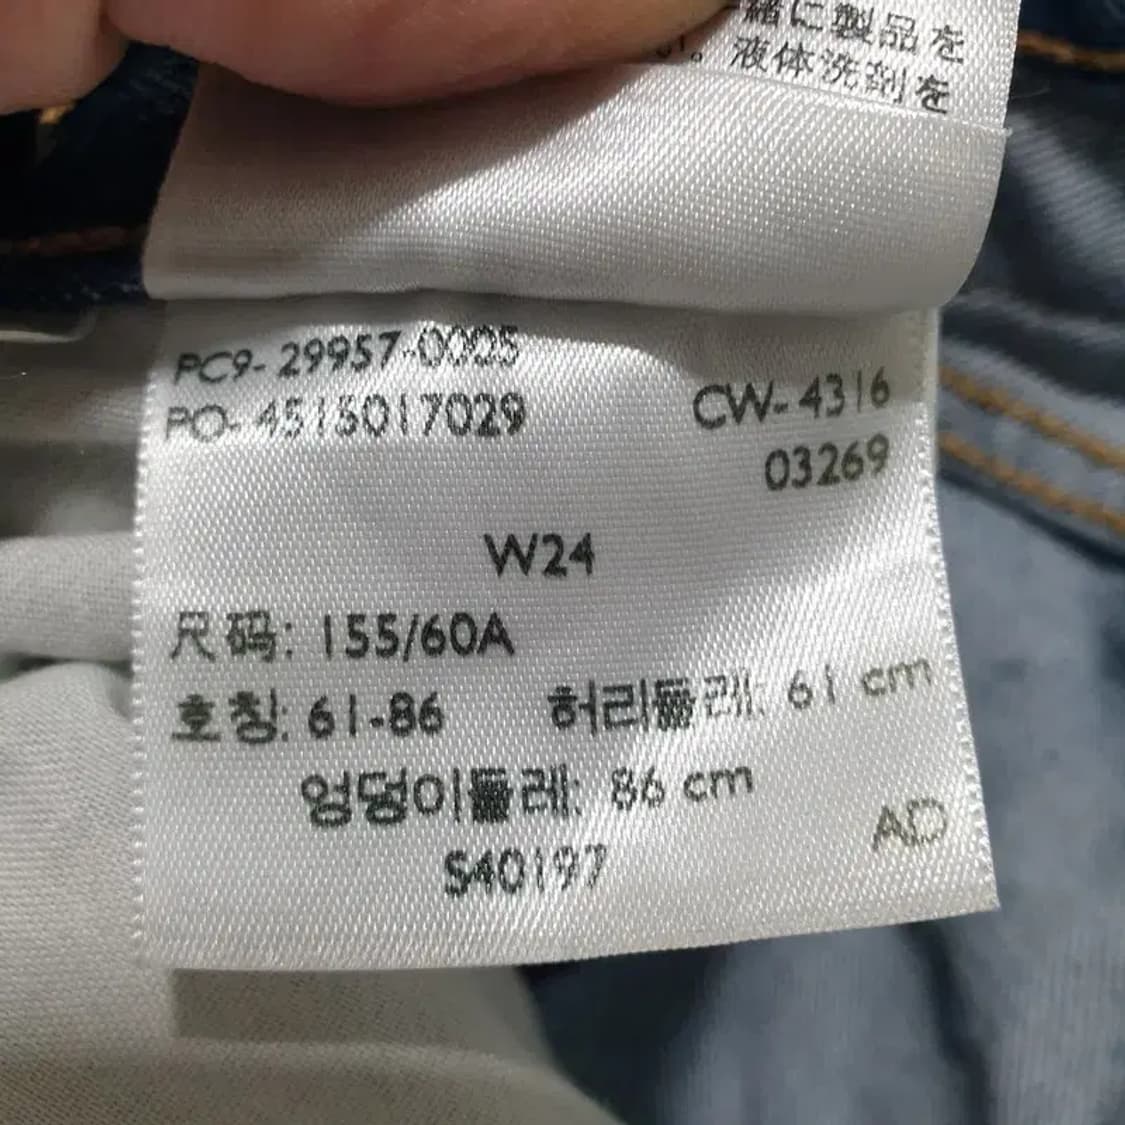 緒に製品を
。液体洗剤を
PC9-29957-0005
PO-4515017029
CW-4316
03269
W24
尺码: 155/60A
호칭: 61-86 허리둘레: 61 cm
엉덩이둘레: 86 cm
AD
S40197